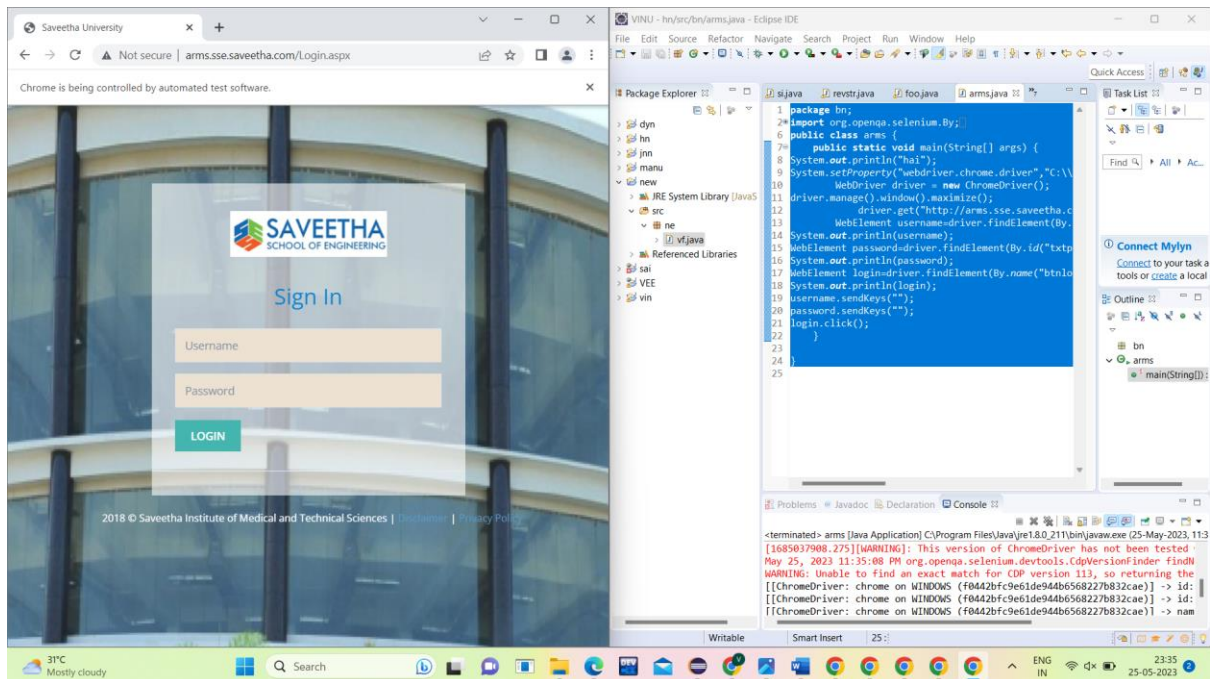 Saveetha University
Not secure | arms.sse.saveetha.com/Login.aspx
Chrome is being controlled by automated test software.
SAVEETHA
SCHOOL OF ENGINEERING
Sign In
Username
Password
LOGIN
2018 © Saveetha Institute of Medical and Technical Sciences | Disclaimer | Privacy Policy
VINU - hn/src/bn/arms.java - Eclipse IDE
File Edit Source Refactor Navigate Search Project Run Window Help
Quick Access
Package Explorer
dyn
hn
jnn
manu
new
JRE System Library [JavaS
src
ne
vf.java
Referenced Libraries
sai
VEE
vin
si.java revstr.java foo.java arms.java
1 package bn;
2 import org.openqa.selenium.By;
6 public class arms {
7 public static void main(String[] args) {
8 System.out.println("hai");
9 System.setProperty("webdriver.chrome.driver","C:\\
10 WebDriver driver = new ChromeDriver();
11 driver.manage().window().maximize();
12 driver.get("http://arms.sse.saveetha.c
13 WebElement username=driver.findElement(By.
14 System.out.println(username);
15 WebElement password=driver.findElement(By.id("txtp
16 System.out.println(password);
17 WebElement login=driver.findElement(By.name("btnlo
18 System.out.println(login);
19 username.sendKeys("");
20 password.sendKeys("");
21 login.click();
22 }
23
24 }
25
Task List
Find All Ac...
Connect Mylyn
Connect to your task a
tools or create a local
Outline
bn
arms
main(String[]) :
Problems Javadoc Declaration Console
<terminated> arms [Java Application] C:\Program Files\Java\jre1.8.0_211\bin\javaw.exe (25-May-2023, 11:3
[1685037908.275][WARNING]: This version of ChromeDriver has not been tested
May 25, 2023 11:35:08 PM org.openqa.selenium.devtools.CdpVersionFinder findN
WARNING: Unable to find an exact match for CDP version 113, so returning the
[[ChromeDriver: chrome on WINDOWS (f0442bfc9e61de944b6568227b832cae)] -> id:
[[ChromeDriver: chrome on WINDOWS (f0442bfc9e61de944b6568227b832cae)] -> id:
[[ChromeDriver: chrome on WINDOWS (f0442bfc9e61de944b6568227b832cae)] -> nam
Writable Smart Insert 25 :
31°C
Mostly cloudy
Search
ENG
IN
23:35
25-05-2023
2